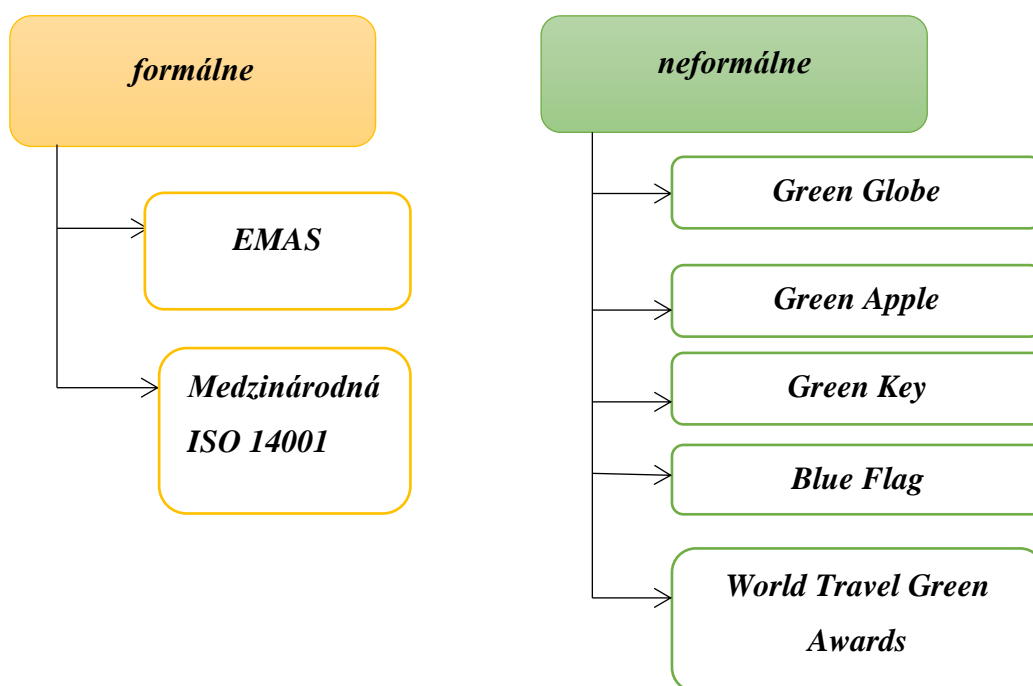 formálne
EMAS
Medzinárodná
ISO 14001
neformálne
Green Globe
Green Apple
Green Key
Blue Flag
World Travel Green
Awards